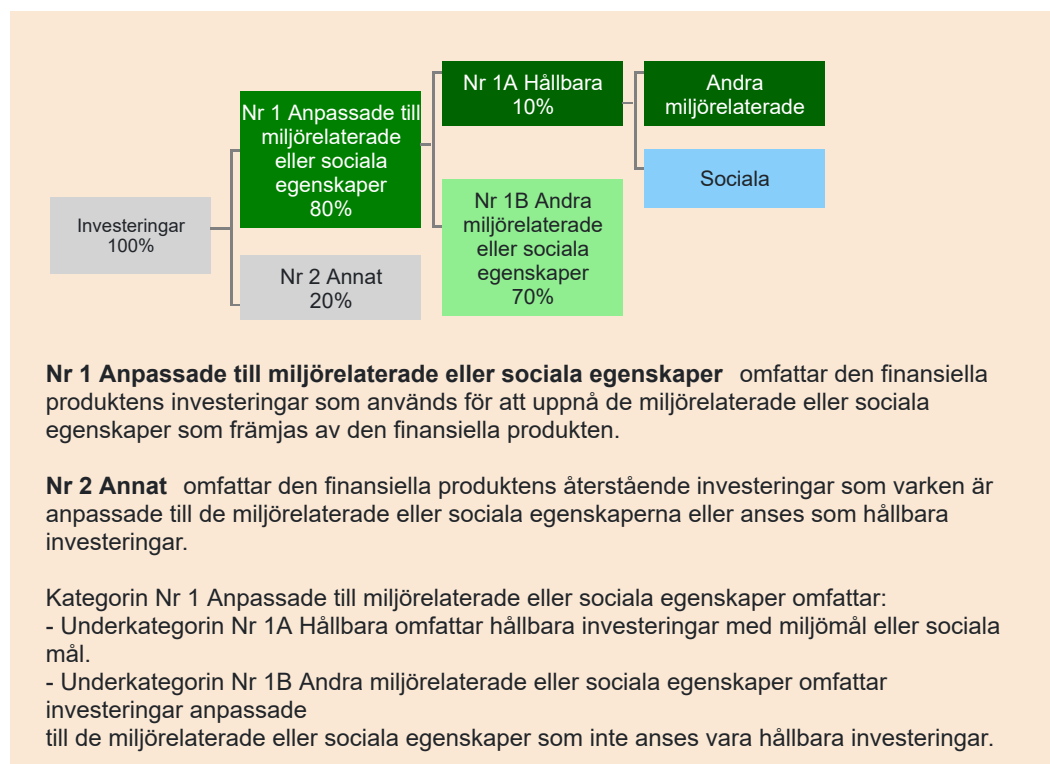 Investeringar
100%
Nr 1 Anpassade till
miljörelaterade
eller sociala
egenskaper
80%
Nr 2 Annat
20%
Nr 1A Hållbara
10%
Nr 1B Andra
miljörelaterade
eller sociala
egenskaper
70%
Andra
miljörelaterade
Sociala
Nr 1 Anpassade till miljörelaterade eller sociala egenskaper omfattar den finansiella
produktens investeringar som används för att uppnå de miljörelaterade eller sociala
egenskaper som främjas av den finansiella produkten.
Nr 2 Annat omfattar den finansiella produktens återstående investeringar som varken är
anpassade till de miljörelaterade eller sociala egenskaperna eller anses som hållbara
investeringar.
Kategorin Nr 1 Anpassade till miljörelaterade eller sociala egenskaper omfattar:
- Underkategorin Nr 1A Hållbara omfattar hållbara investeringar med miljömål eller sociala
mål.
- Underkategorin Nr 1B Andra miljörelaterade eller sociala egenskaper omfattar
investeringar anpassade
till de miljörelaterade eller sociala egenskaper som inte anses vara hållbara investeringar.